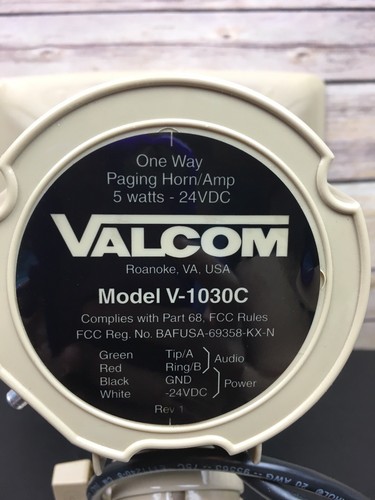 One Way
Paging Horn/Amp
5 watts - 24VDC
VALCOM
Roanoke, VA. USA
Model V-1030C
Complies with Part 68, FCC Rules
FCC Reg. No. BAFUSA-69358-KX-N
Green Tip/A
Red Ring/B
Audio
Black GND
White -24VDC
Power
Rev 1
20 AWG